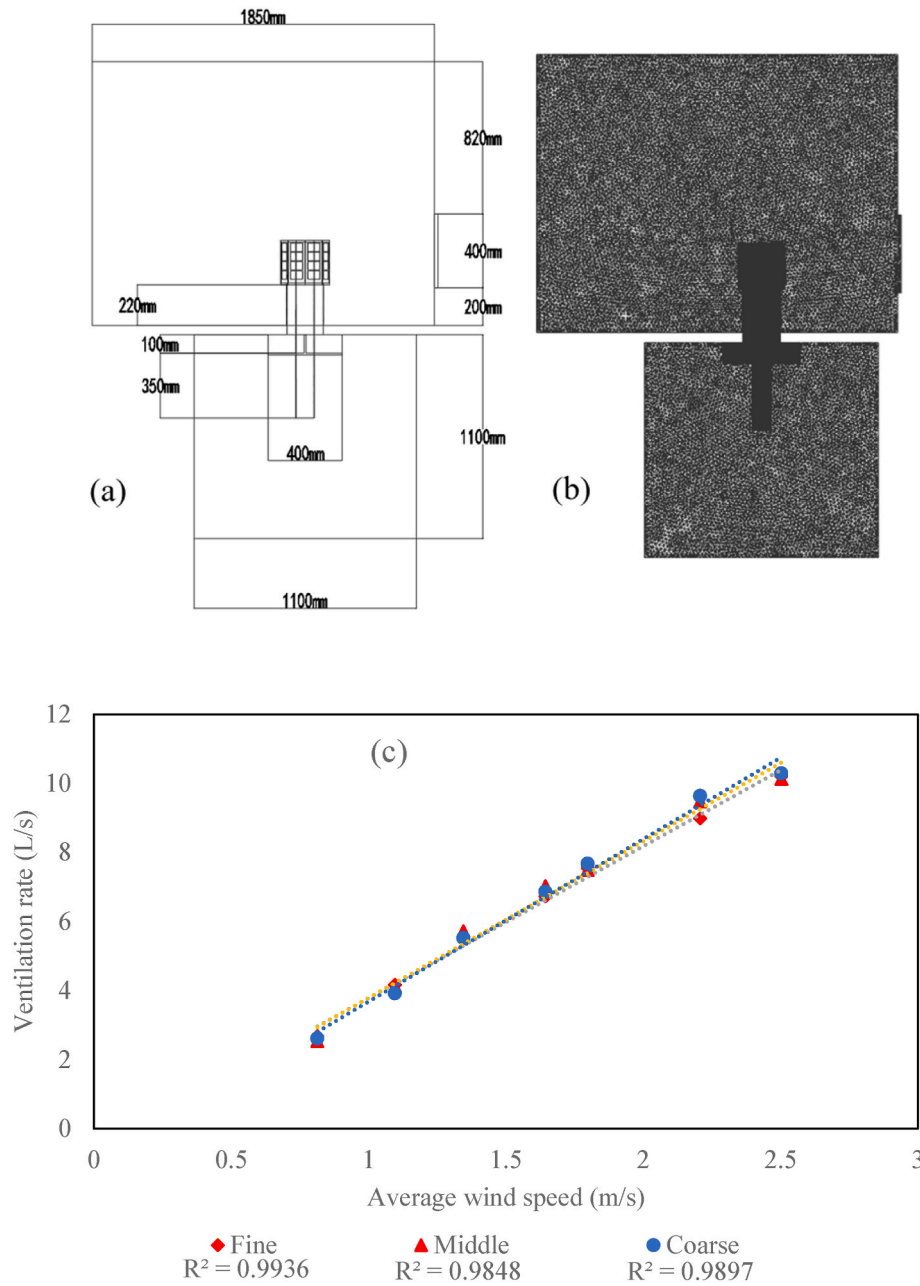 1850mm
820mm
400mm
220mm
200mm
100mm
350mm
1100mm
400mm
(a)
(b)
1100mm
12
(c)
10
8
6
4
2
0
Ventilation rate (L/s)
0 0.5 1 1.5 2 2.5 3
Average wind speed (m/s)
Fine Middle Coarse
R² = 0.9936 R² = 0.9848 R² = 0.9897